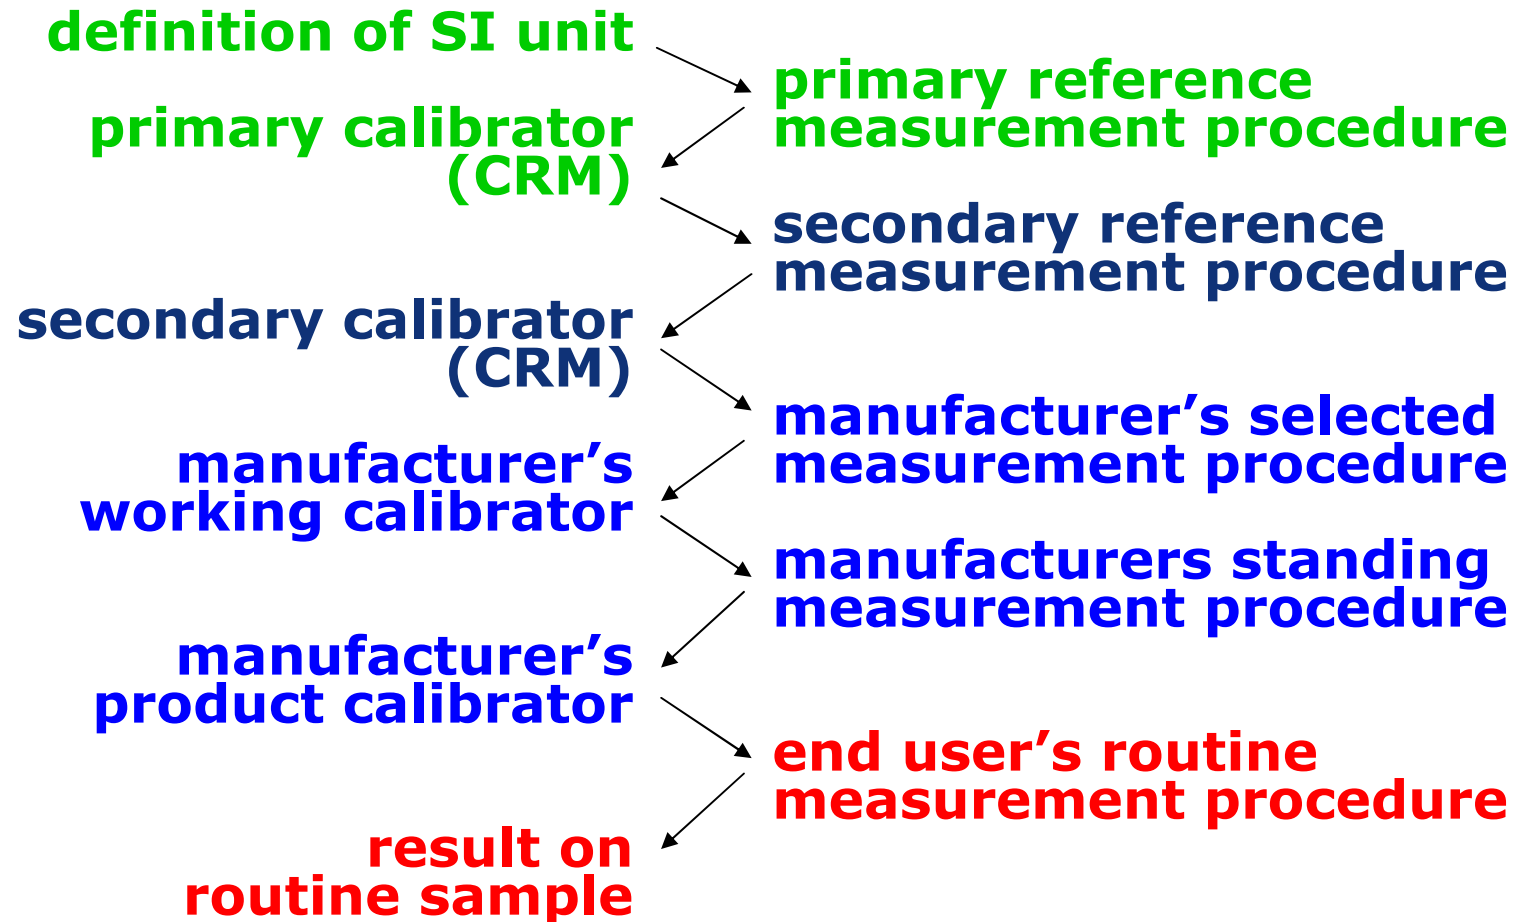 definition of SI unit
primary reference
measurement procedure
primary calibrator
(CRM)
secondary reference
measurement procedure
secondary calibrator
(CRM)
manufacturer’s selected
measurement procedure
manufacturer’s
working calibrator
manufacturers standing
measurement procedure
manufacturer’s
product calibrator
end user’s routine
measurement procedure
result on
routine sample